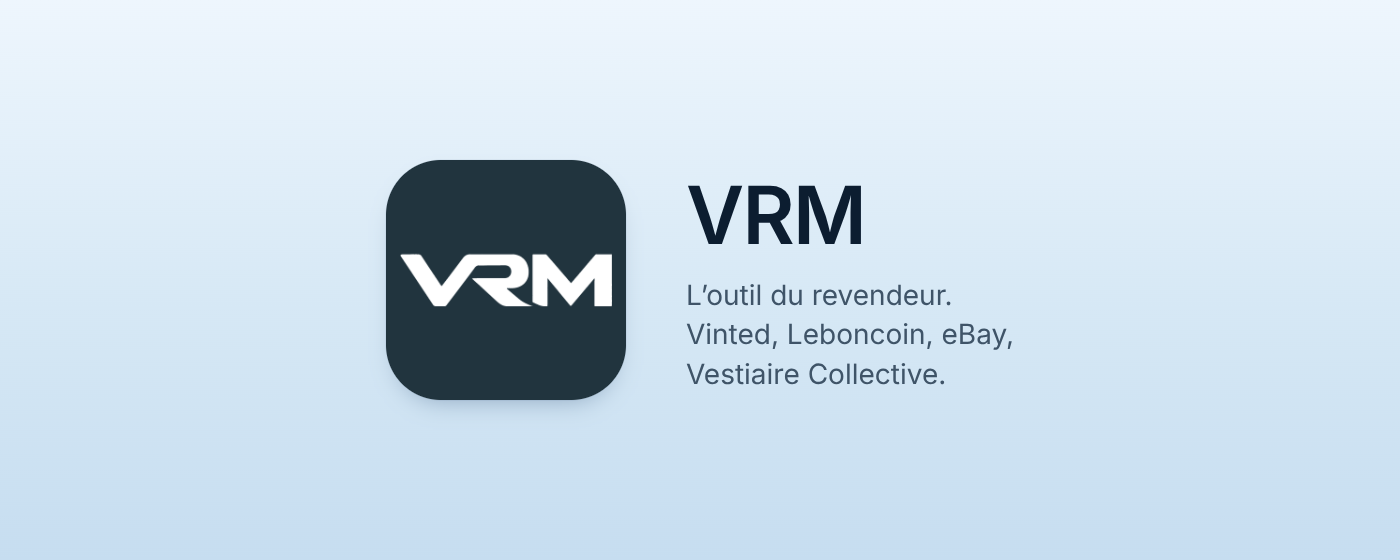 VRM
VRM
L’outil du revendeur.
Vinted, Leboncoin, eBay,
Vestiaire Collective.